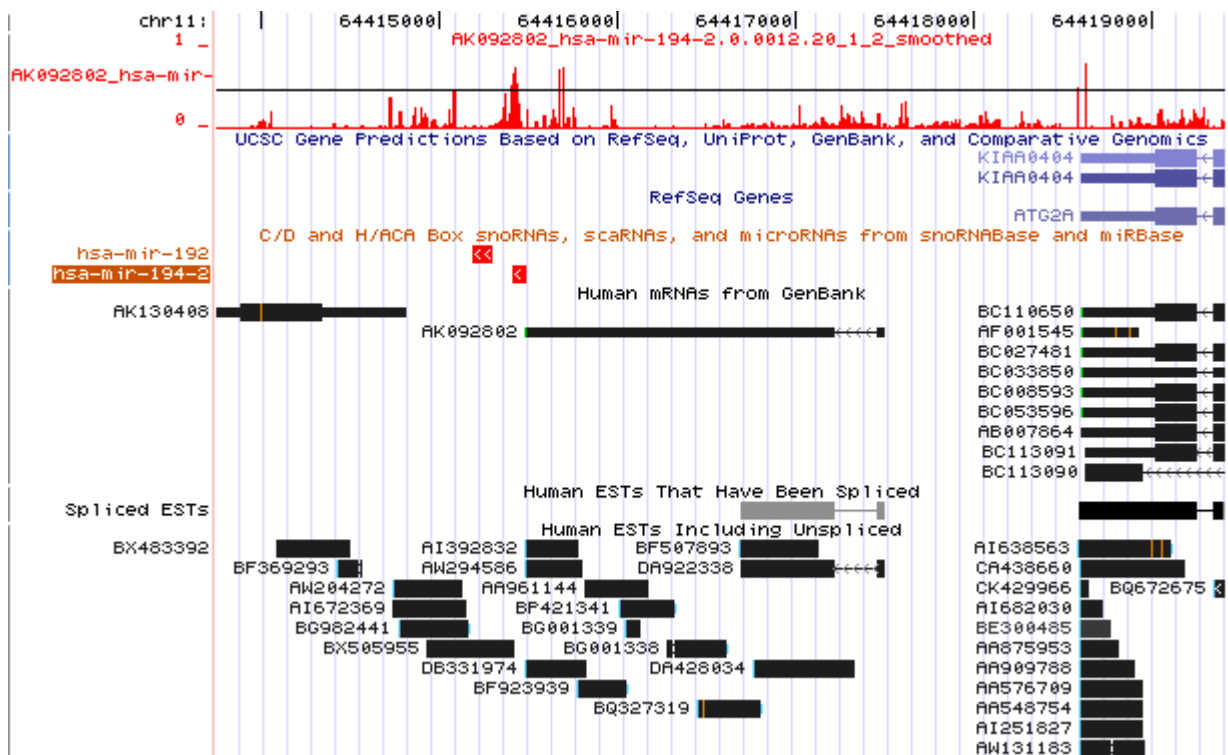 chr11: 64415000 64416000 64417000 64418000 64419000
1 _ AK092802_hsa-mir-194-2.0.0012.20_1_2_smoothed
AK092802_hsa-mir-
0 _
UCSC Gene Predictions Based on RefSeq, UniProt, GenBank, and Comparative Genomics
KIAA0404
KIAA0404
RefSeq Genes
ATG2A
C/D and H/ACA Box snoRNAs, scaRNAs, and microRNAs from snoRNABase and miRBase
hsa-mir-192
hsa-mir-194-2
Human mRNAs from GenBank
AK130408 BC110650
AK092802 AF001545
BC027481
BC033850
BC008593
BC053596
AB007864
BC113091
BC113090
Human ESTs That Have Been Spliced
Spliced ESTs
Human ESTs Including Unspliced
BX483392 AI392832 BF507893 AI638563
BF369293 AW294586 DA922338 CA438660
AW204272 AA961144 CK429966 BQ672675
AI672369 BP421341 AI682030
BG982441 BG001339 BE300485
BX505955 BG001338 AA875953
DB331974 DA428034 AA909788
BF923939 AA576709
BQ327319 AA548754
AI251827
AW131183